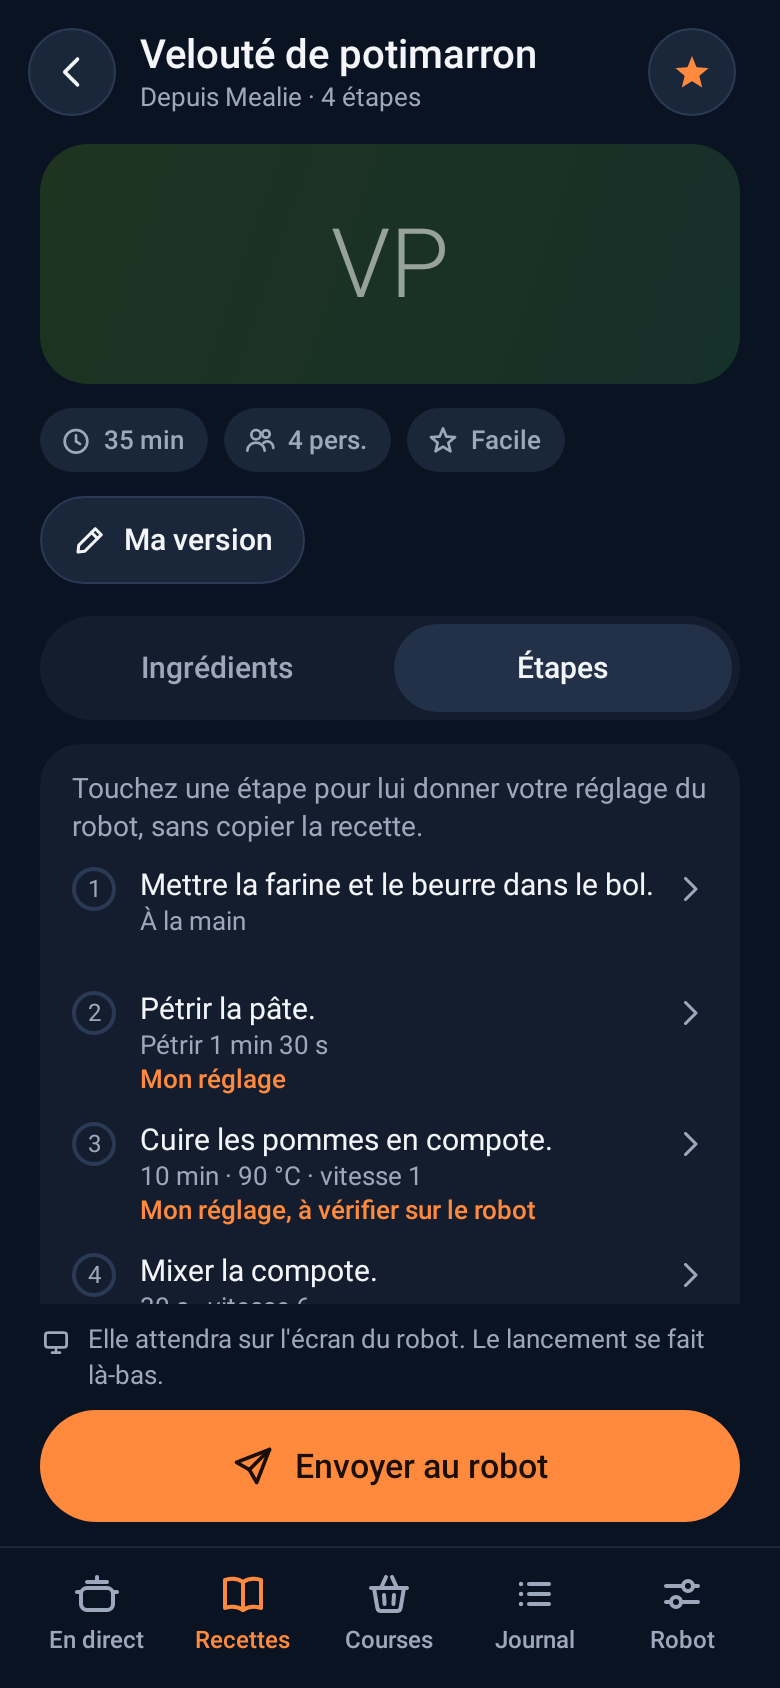 Velouté de potimarron
Depuis Mealie · 4 étapes
VP
35 min
4 pers.
Facile
Ma version
Ingrédients
Étapes
Touchez une étape pour lui donner votre réglage du
robot, sans copier la recette.
1
Mettre la farine et le beurre dans le bol.
À la main
2
Pétrir la pâte.
Pétrir 1 min 30 s
Mon réglage
3
Cuire les pommes en compote.
10 min · 90 °C · vitesse 1
Mon réglage, à vérifier sur le robot
4
Mixer la compote.
Elle attendra sur l'écran du robot. Le lancement se fait
là-bas.
Envoyer au robot
En direct
Recettes
Courses
Journal
Robot